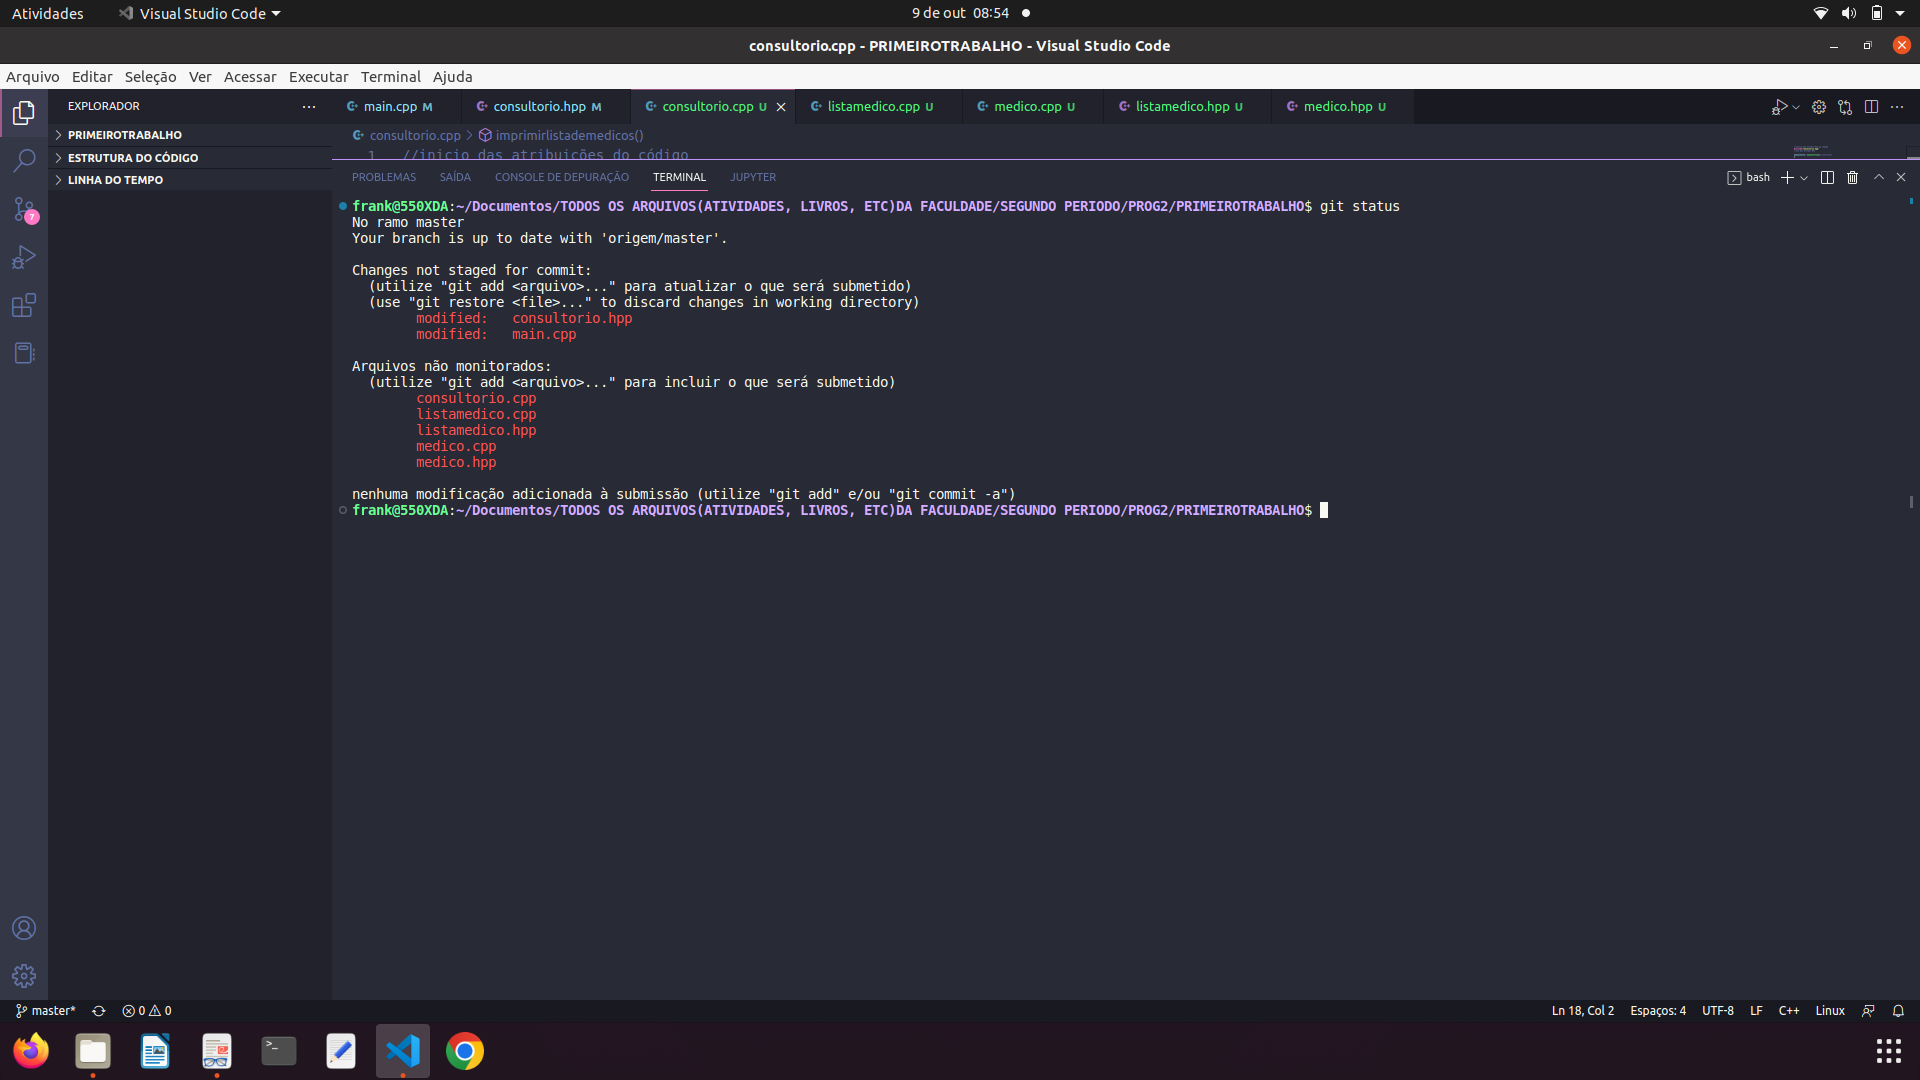 Atividades
Visual Studio Code
9 de out 08:54
consultorio.cpp - PRIMEIROTRABALHO - Visual Studio Code
Arquivo Editar Seleção Ver Acessar Executar Terminal Ajuda
EXPLORADOR
main.cpp M
consultorio.hpp M
consultorio.cpp U
listamedico.cpp U
medico.cpp U
listamedico.hpp U
medico.hpp U
PRIMEIROTRABALHO
ESTRUTURA DO CÓDIGO
LINHA DO TEMPO
7
consultorio.cpp > imprimirlistademedicos()
1 //inicio das atribuições do código
PROBLEMAS SAÍDA CONSOLE DE DEPURAÇÃO TERMINAL JUPYTER
bash
frank@550XDA:~/Documentos/TODOS OS ARQUIVOS(ATIVIDADES, LIVROS, ETC)DA FACULDADE/SEGUNDO PERIODO/PROG2/PRIMEIROTRABALHO$ git status
No ramo master
Your branch is up to date with 'origem/master'.
Changes not staged for commit:
(utilize "git add <arquivo>..." para atualizar o que será submetido)
(use "git restore <file>..." to discard changes in working directory)
modified: consultorio.hpp
modified: main.cpp
Arquivos não monitorados:
(utilize "git add <arquivo>..." para incluir o que será submetido)
consultorio.cpp
listamedico.cpp
listamedico.hpp
medico.cpp
medico.hpp
nenhuma modificação adicionada à submissão (utilize "git add" e/ou "git commit -a")
frank@550XDA:~/Documentos/TODOS OS ARQUIVOS(ATIVIDADES, LIVROS, ETC)DA FACULDADE/SEGUNDO PERIODO/PROG2/PRIMEIROTRABALHO$
master*
0 0
Ln 18, Col 2
Espaços: 4
UTF-8
LF
C++
Linux